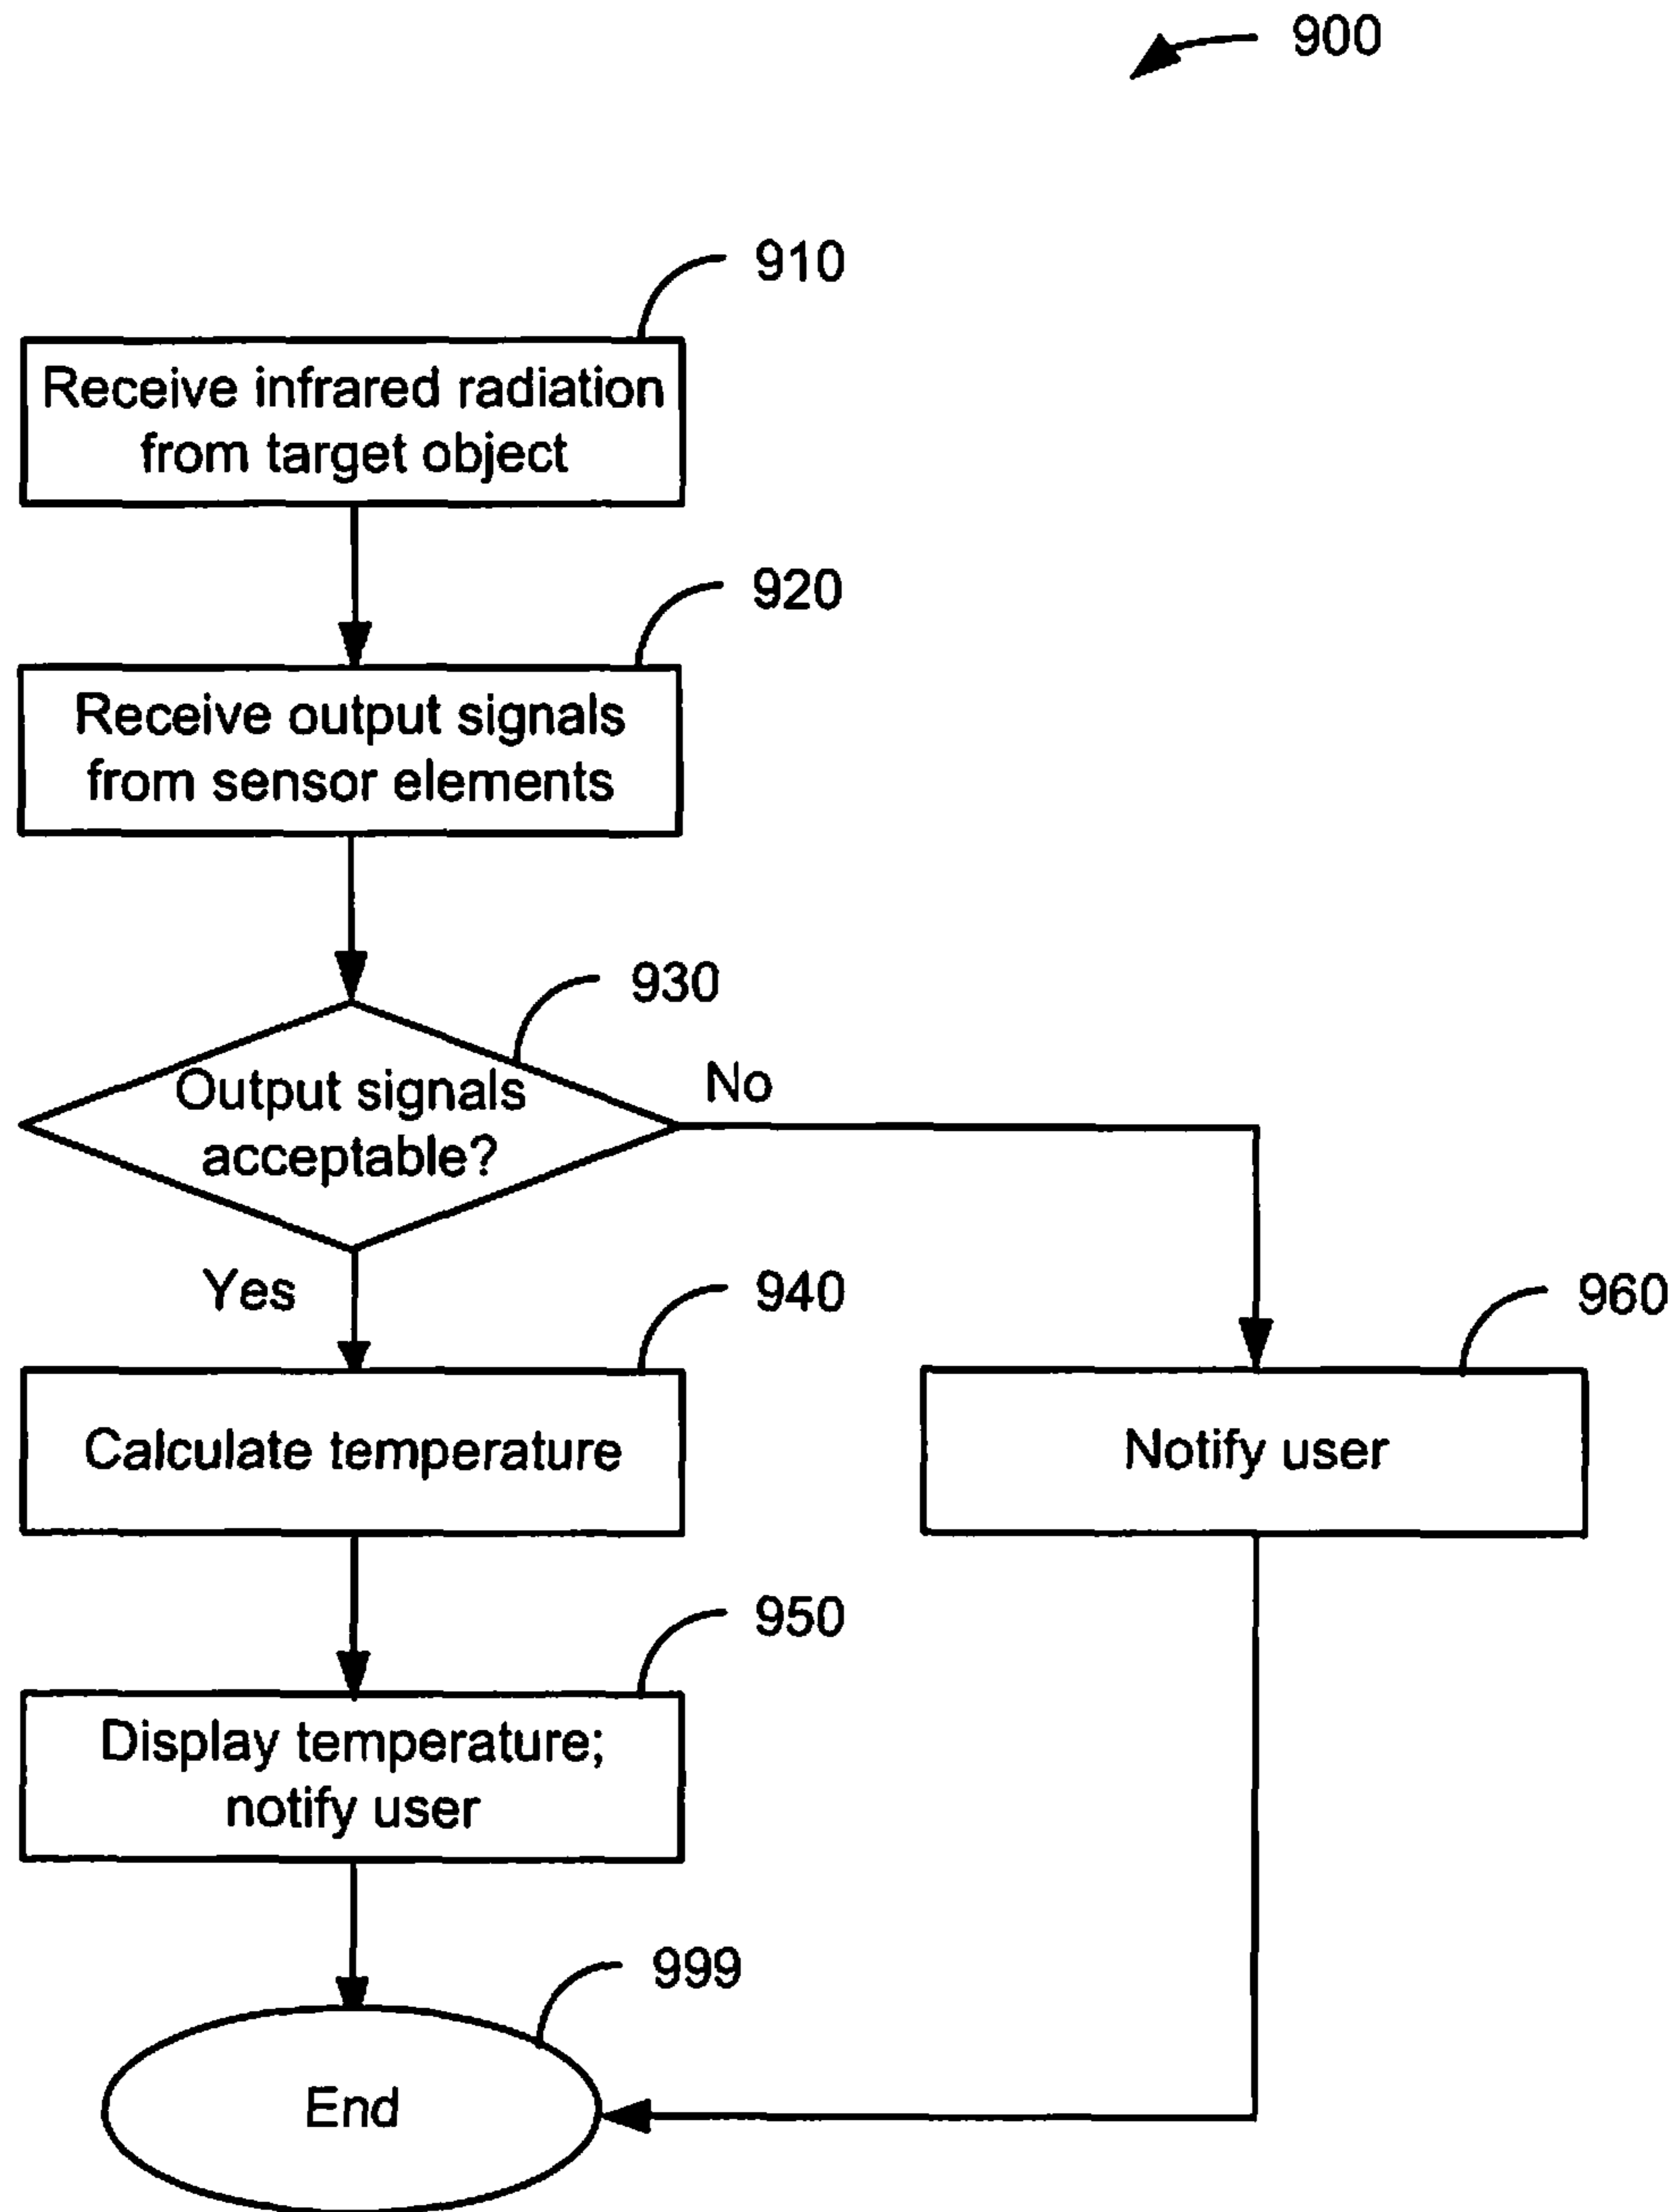 900
910
Receive infrared radiation
from target object
920
Receive output signals
from sensor elements
930
Output signals
acceptable?
No
Yes
940
Calculate temperature
960
Notify user
950
Display temperature;
notify user
999
End